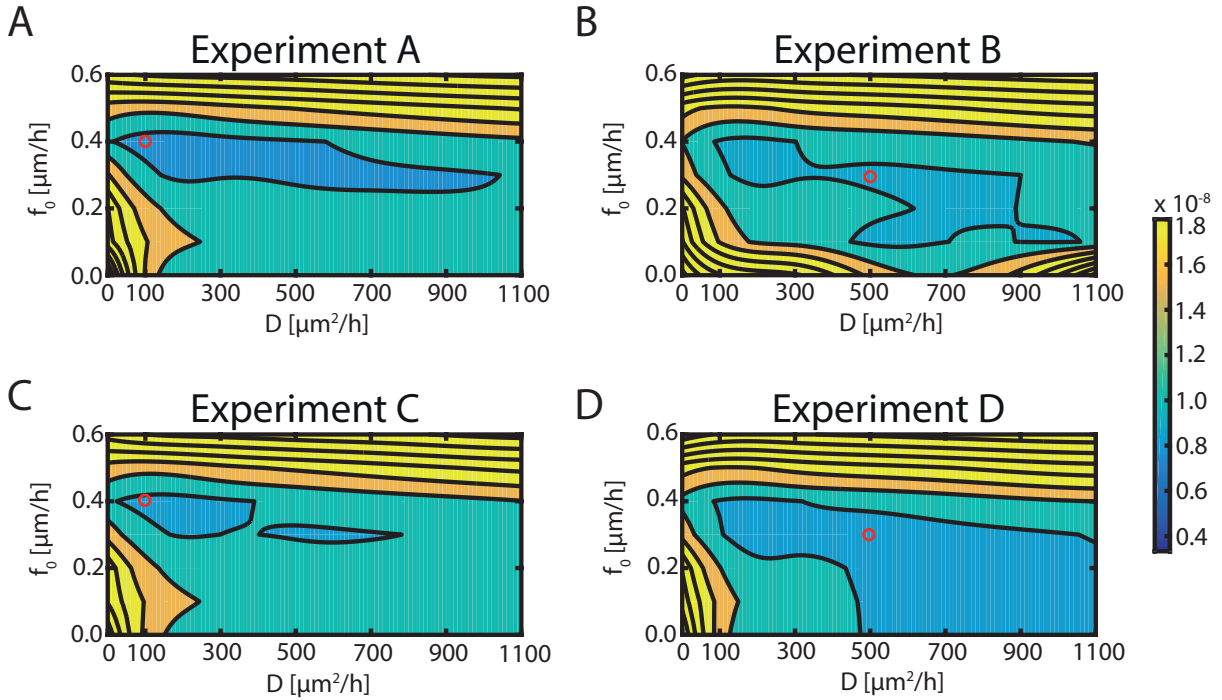 A
Experiment A
0.6
0.4
0.2
0.0
f₀ [µm/h]
0 100 300 500 700 900 1100
D [µm²/h]
B
Experiment B
0.6
0.4
0.2
0.0
f₀ [µm/h]
0 100 300 500 700 900 1100
D [µm²/h]
C
Experiment C
0.6
0.4
0.2
0.0
f₀ [µm/h]
0 100 300 500 700 900 1100
D [µm²/h]
D
Experiment D
0.6
0.4
0.2
0.0
f₀ [µm/h]
0 100 300 500 700 900 1100
D [µm²/h]
x 10⁻⁸
1.8
1.6
1.4
1.2
1.0
0.8
0.6
0.4